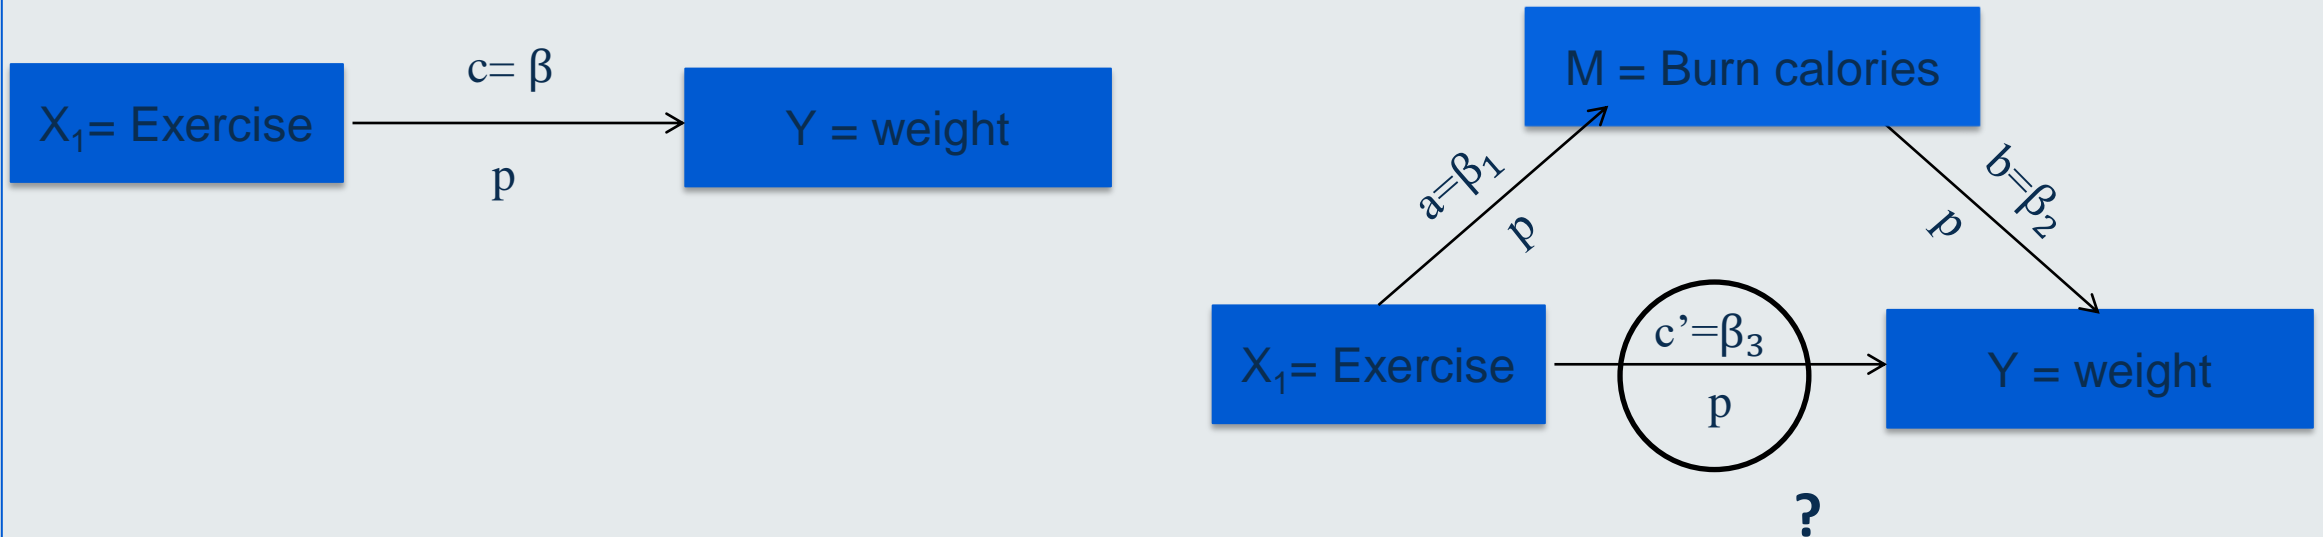 c= β
X₁= Exercise
Y = weight
p
M = Burn calories
a=β₁
p
b=β₂
p
X₁= Exercise
c’=β₃
p
Y = weight
?